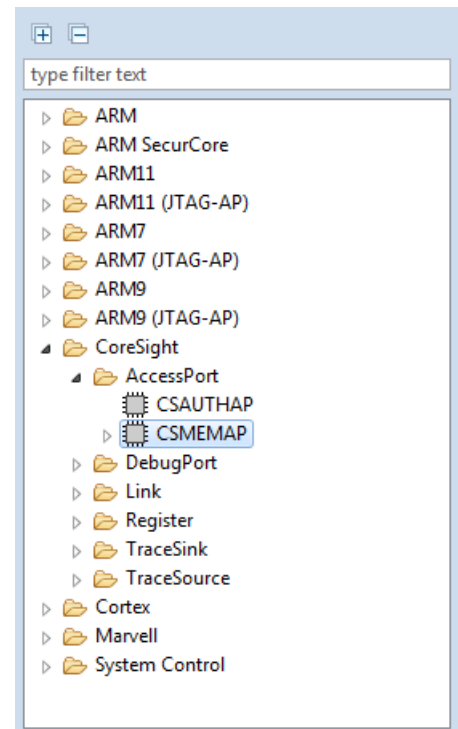 type filter text
ARM
ARM SecurCore
ARM11
ARM11 (JTAG-AP)
ARM7
ARM7 (JTAG-AP)
ARM9
ARM9 (JTAG-AP)
CoreSight
AccessPort
CSAUTHAP
CSMEMAP
DebugPort
Link
Register
TraceSink
TraceSource
Cortex
Marvell
System Control